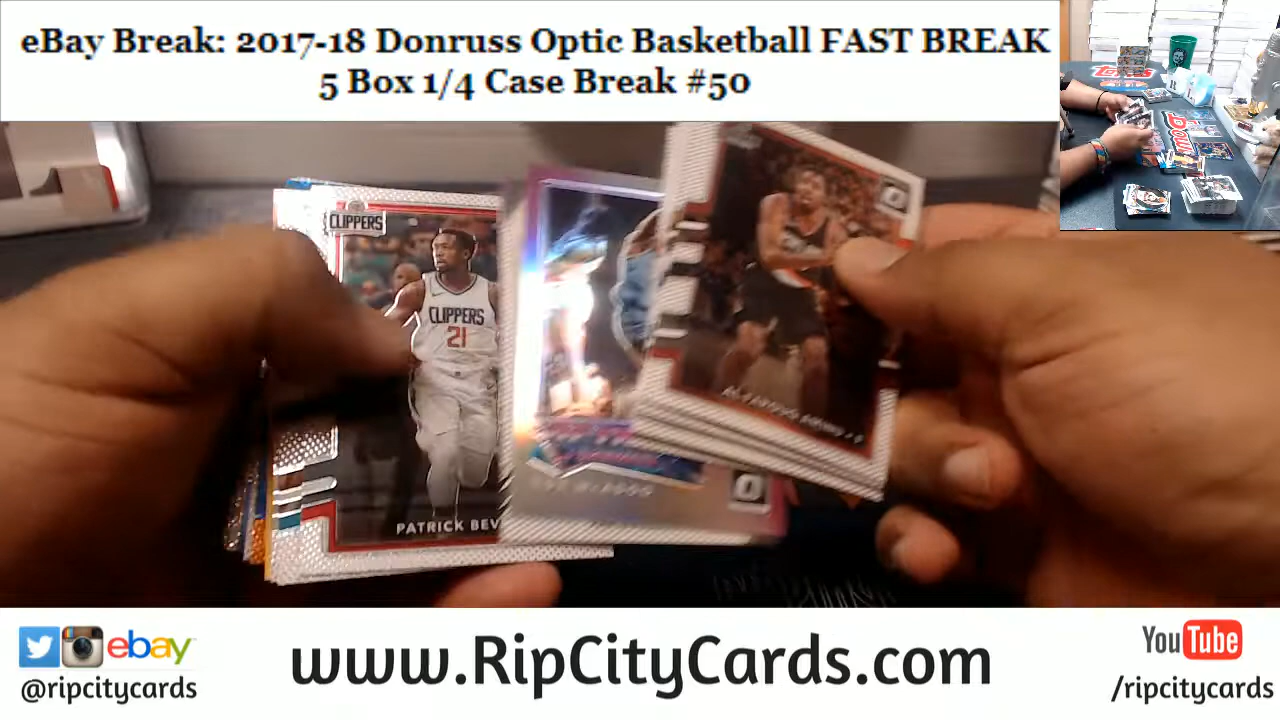 eBay Break: 2017-18 Donruss Optic Basketball FAST BREAK
5 Box 1/4 Case Break #50
CLIPPERS
CLIPPERS
21
PATRICK BEV
ebay
@ripcitycards
www.RipCityCards.com
YouTube
/ripcitycards